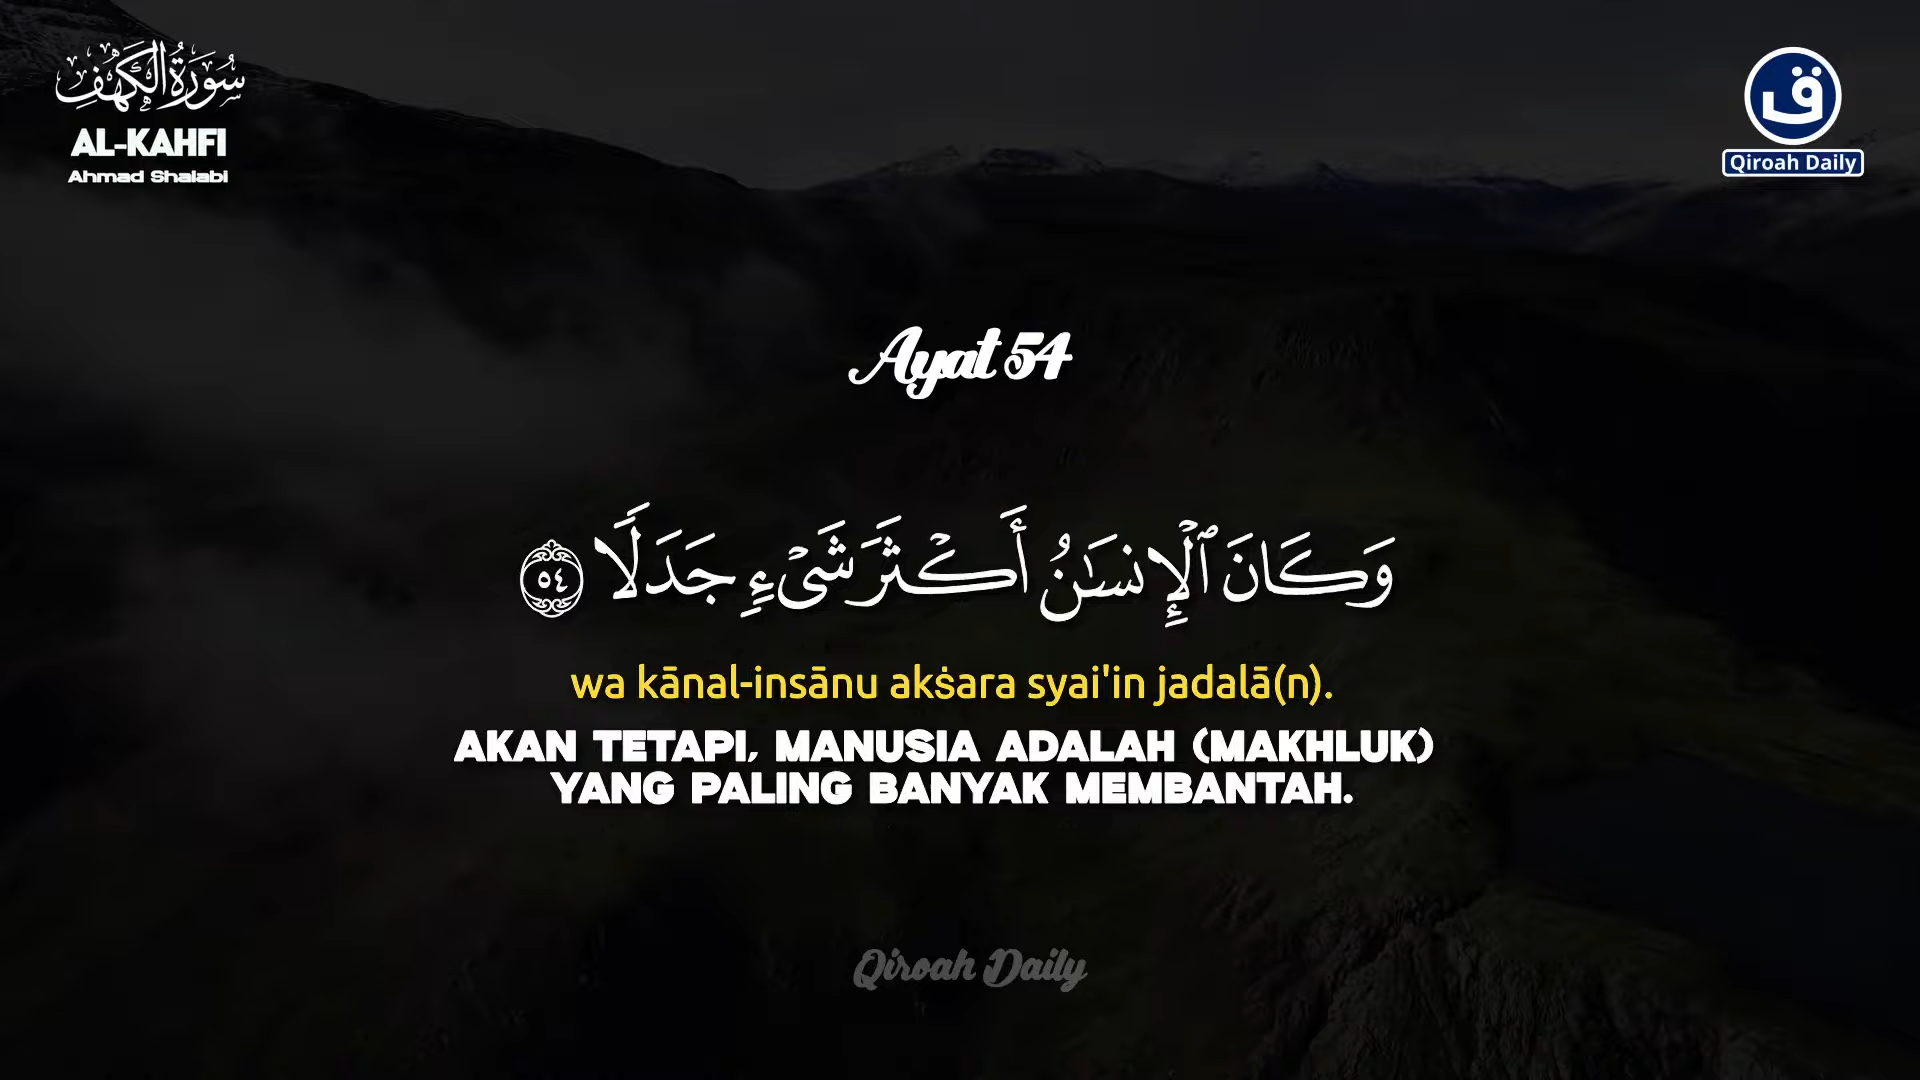 سُورَةُ الكَهْفِ
AL-KAHFI
Ahmad Shalabi
ق
Qiroah Daily
Ayat 54
وَكَانَ ٱلْإِنسَـٰنُ أَكْثَرَ شَىْءٍ جَدَلًا ٥٤
wa kānal-insānu akṡara syai'in jadalā(n).
AKAN TETAPI, MANUSIA ADALAH (MAKHLUK)
YANG PALING BANYAK MEMBANTAH.
Qiroah Daily